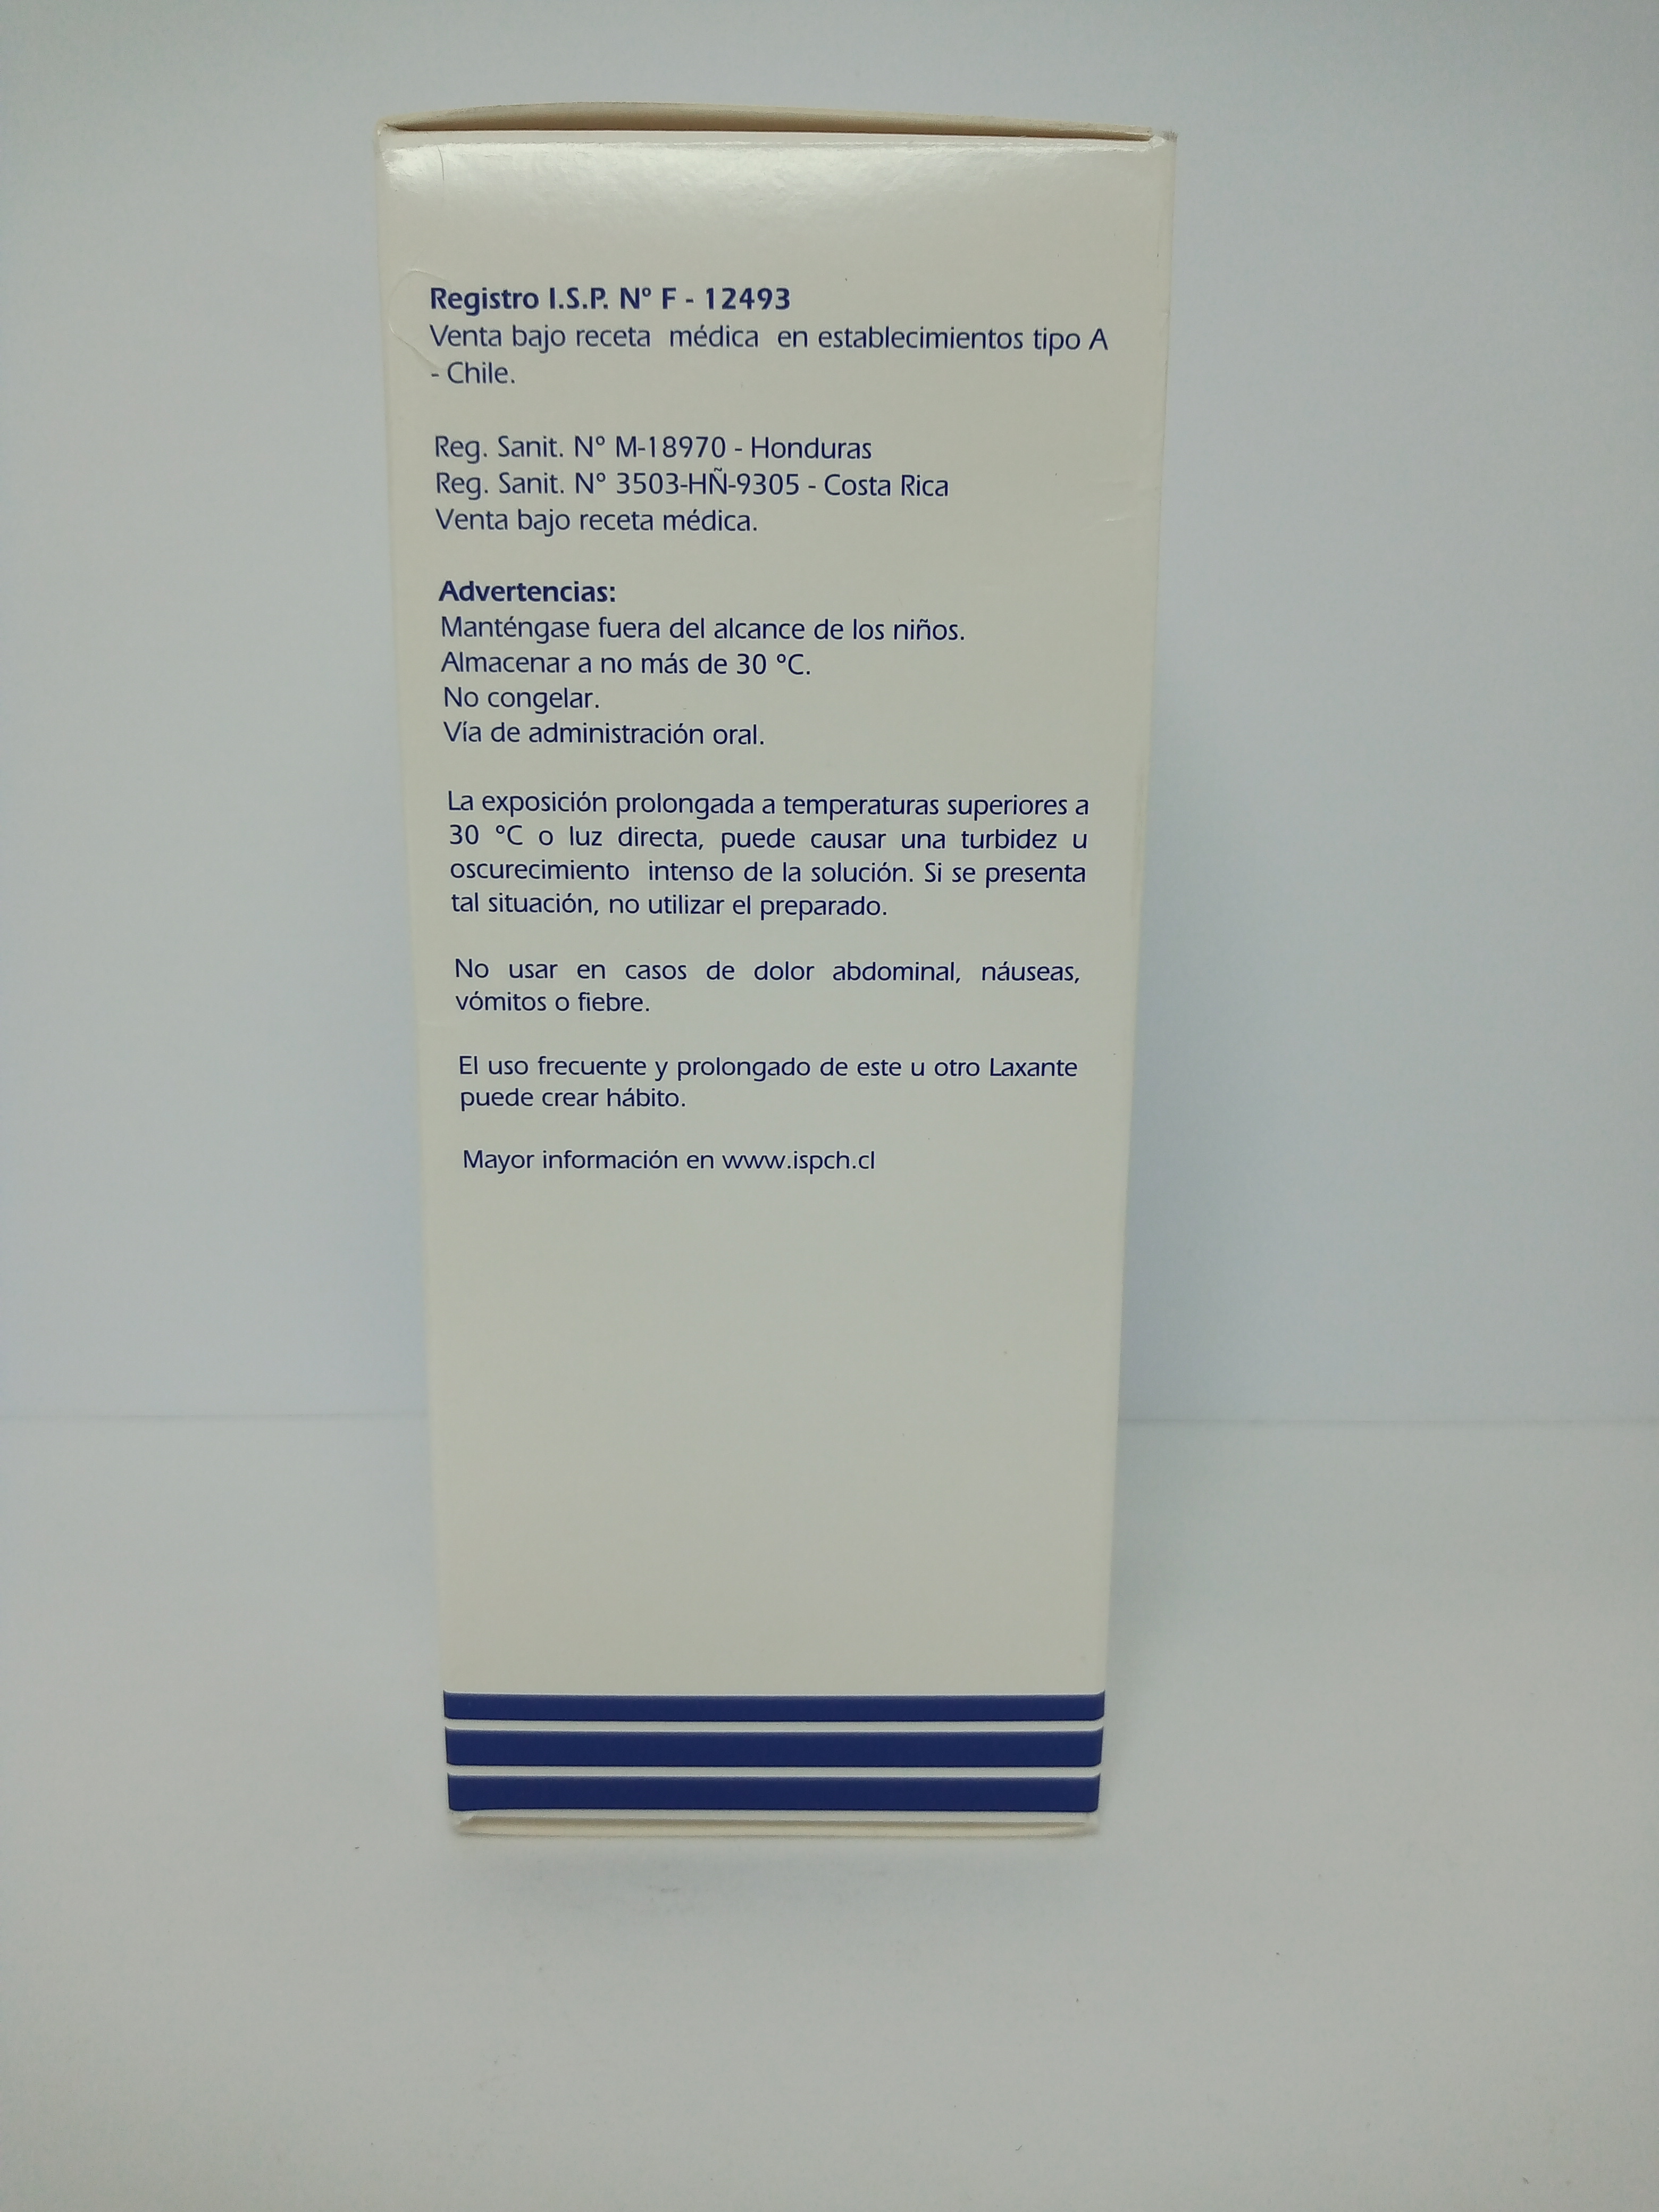 Registro I.S.P. Nº F - 12493
Venta bajo receta médica en establecimientos tipo A
- Chile.
Reg. Sanit. Nº M-18970 - Honduras
Reg. Sanit. Nº 3503-HÑ-9305 - Costa Rica
Venta bajo receta médica.
Advertencias:
Manténgase fuera del alcance de los niños.
Almacenar a no más de 30 ºC.
No congelar.
Vía de administración oral.
La exposición prolongada a temperaturas superiores a
30 ºC o luz directa, puede causar una turbidez u
oscurecimiento intenso de la solución. Si se presenta
tal situación, no utilizar el preparado.
No usar en casos de dolor abdominal, náuseas,
vómitos o fiebre.
El uso frecuente y prolongado de este u otro Laxante
puede crear hábito.
Mayor información en www.ispch.cl